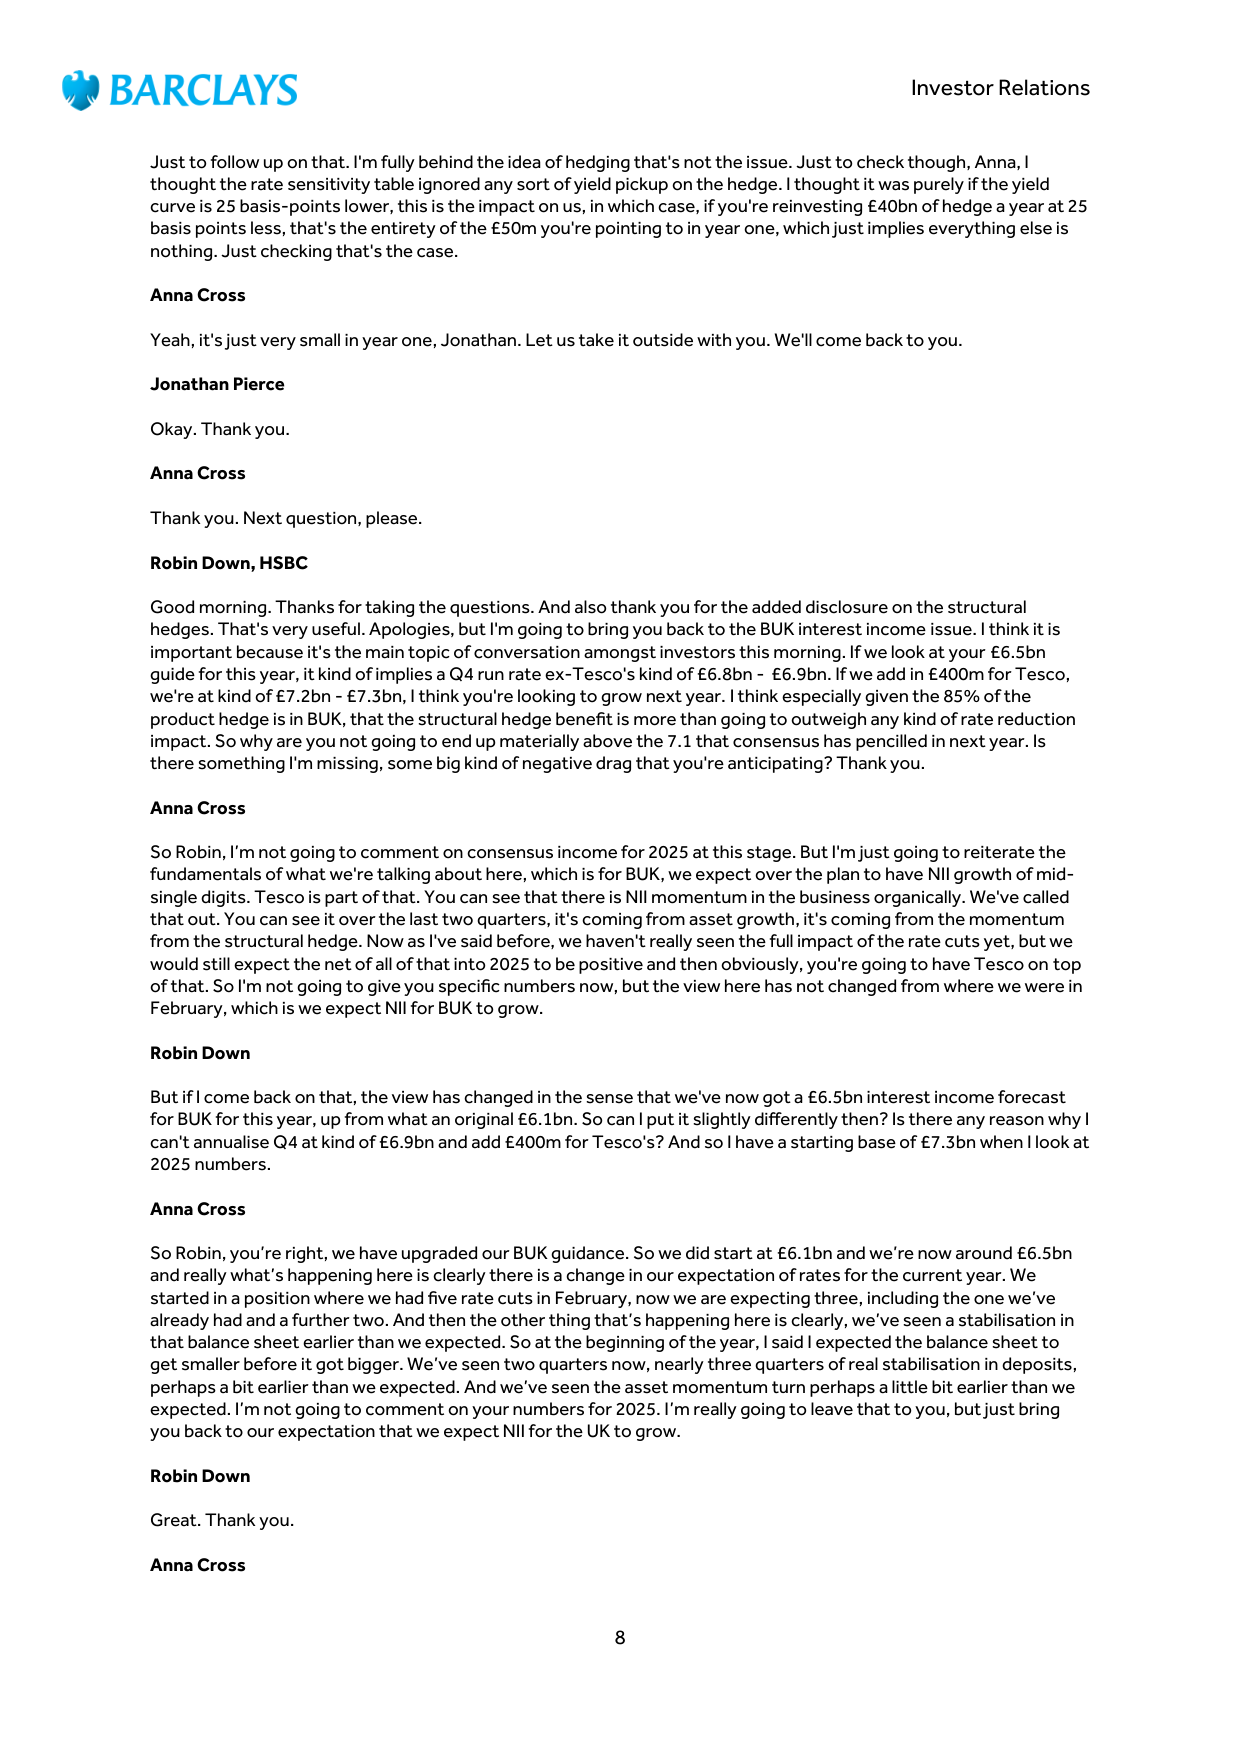 BARCLAYS
Investor Relations
Just to follow up on that. I'm fully behind the idea of hedging that's not the issue. Just to check though, Anna, I
thought the rate sensitivity table ignored any sort of yield pickup on the hedge. I thought it was purely if the yield
curve is 25 basis-points lower, this is the impact on us, in which case, if you're reinvesting £40bn of hedge a year at 25
basis points less, that's the entirety of the £50m you're pointing to in year one, which just implies everything else is
nothing. Just checking that's the case.
Anna Cross
Yeah, it's just very small in year one, Jonathan. Let us take it outside with you. We'll come back to you.
Jonathan Pierce
Okay. Thank you.
Anna Cross
Thank you. Next question, please.
Robin Down, HSBC
Good morning. Thanks for taking the questions. And also thank you for the added disclosure on the structural
hedges. That's very useful. Apologies, but I'm going to bring you back to the BUK interest income issue. I think it is
important because it's the main topic of conversation amongst investors this morning. If we look at your £6.5bn
guide for this year, it kind of implies a Q4 run rate ex-Tesco's kind of £6.8bn - £6.9bn. If we add in £400m for Tesco,
we're at kind of £7.2bn - £7.3bn, I think you're looking to grow next year. I think especially given the 85% of the
product hedge is in BUK, that the structural hedge benefit is more than going to outweigh any kind of rate reduction
impact. So why are you not going to end up materially above the 7.1 that consensus has pencilled in next year. Is
there something I'm missing, some big kind of negative drag that you're anticipating? Thank you.
Anna Cross
So Robin, I'm not going to comment on consensus income for 2025 at this stage. But I'm just going to reiterate the
fundamentals of what we're talking about here, which is for BUK, we expect over the plan to have NII growth of mid-
single digits. Tesco is part of that. You can see that there is NII momentum in the business organically. We've called
that out. You can see it over the last two quarters, it's coming from asset growth, it's coming from the momentum
from the structural hedge. Now as I've said before, we haven't really seen the full impact of the rate cuts yet, but we
would still expect the net of all of that into 2025 to be positive and then obviously, you're going to have Tesco on top
of that. So I'm not going to give you specific numbers now, but the view here has not changed from where we were in
February, which is we expect NII for BUK to grow.
Robin Down
But if I come back on that, the view has changed in the sense that we've now got a £6.5bn interest income forecast
for BUK for this year, up from what an original £6.1bn. So can I put it slightly differently then? Is there any reason why I
can't annualise Q4 at kind of £6.9bn and add £400m for Tesco's? And so I have a starting base of £7.3bn when I look at
2025 numbers.
Anna Cross
So Robin, you're right, we have upgraded our BUK guidance. So we did start at £6.1bn and we're now around £6.5bn
and really what's happening here is clearly there is a change in our expectation of rates for the current year. We
started in a position where we had five rate cuts in February, now we are expecting three, including the one we've
already had and a further two. And then the other thing that's happening here is clearly, we've seen a stabilisation in
that balance sheet earlier than we expected. So at the beginning of the year, I said I expected the balance sheet to
get smaller before it got bigger. We've seen two quarters now, nearly three quarters of real stabilisation in deposits,
perhaps a bit earlier than we expected. And we've seen the asset momentum turn perhaps a little bit earlier than we
expected. I'm not going to comment on your numbers for 2025. I'm really going to leave that to you, but just bring
you back to our expectation that we expect NII for the UK to grow.
Robin Down
Great. Thank you.
Anna Cross
8